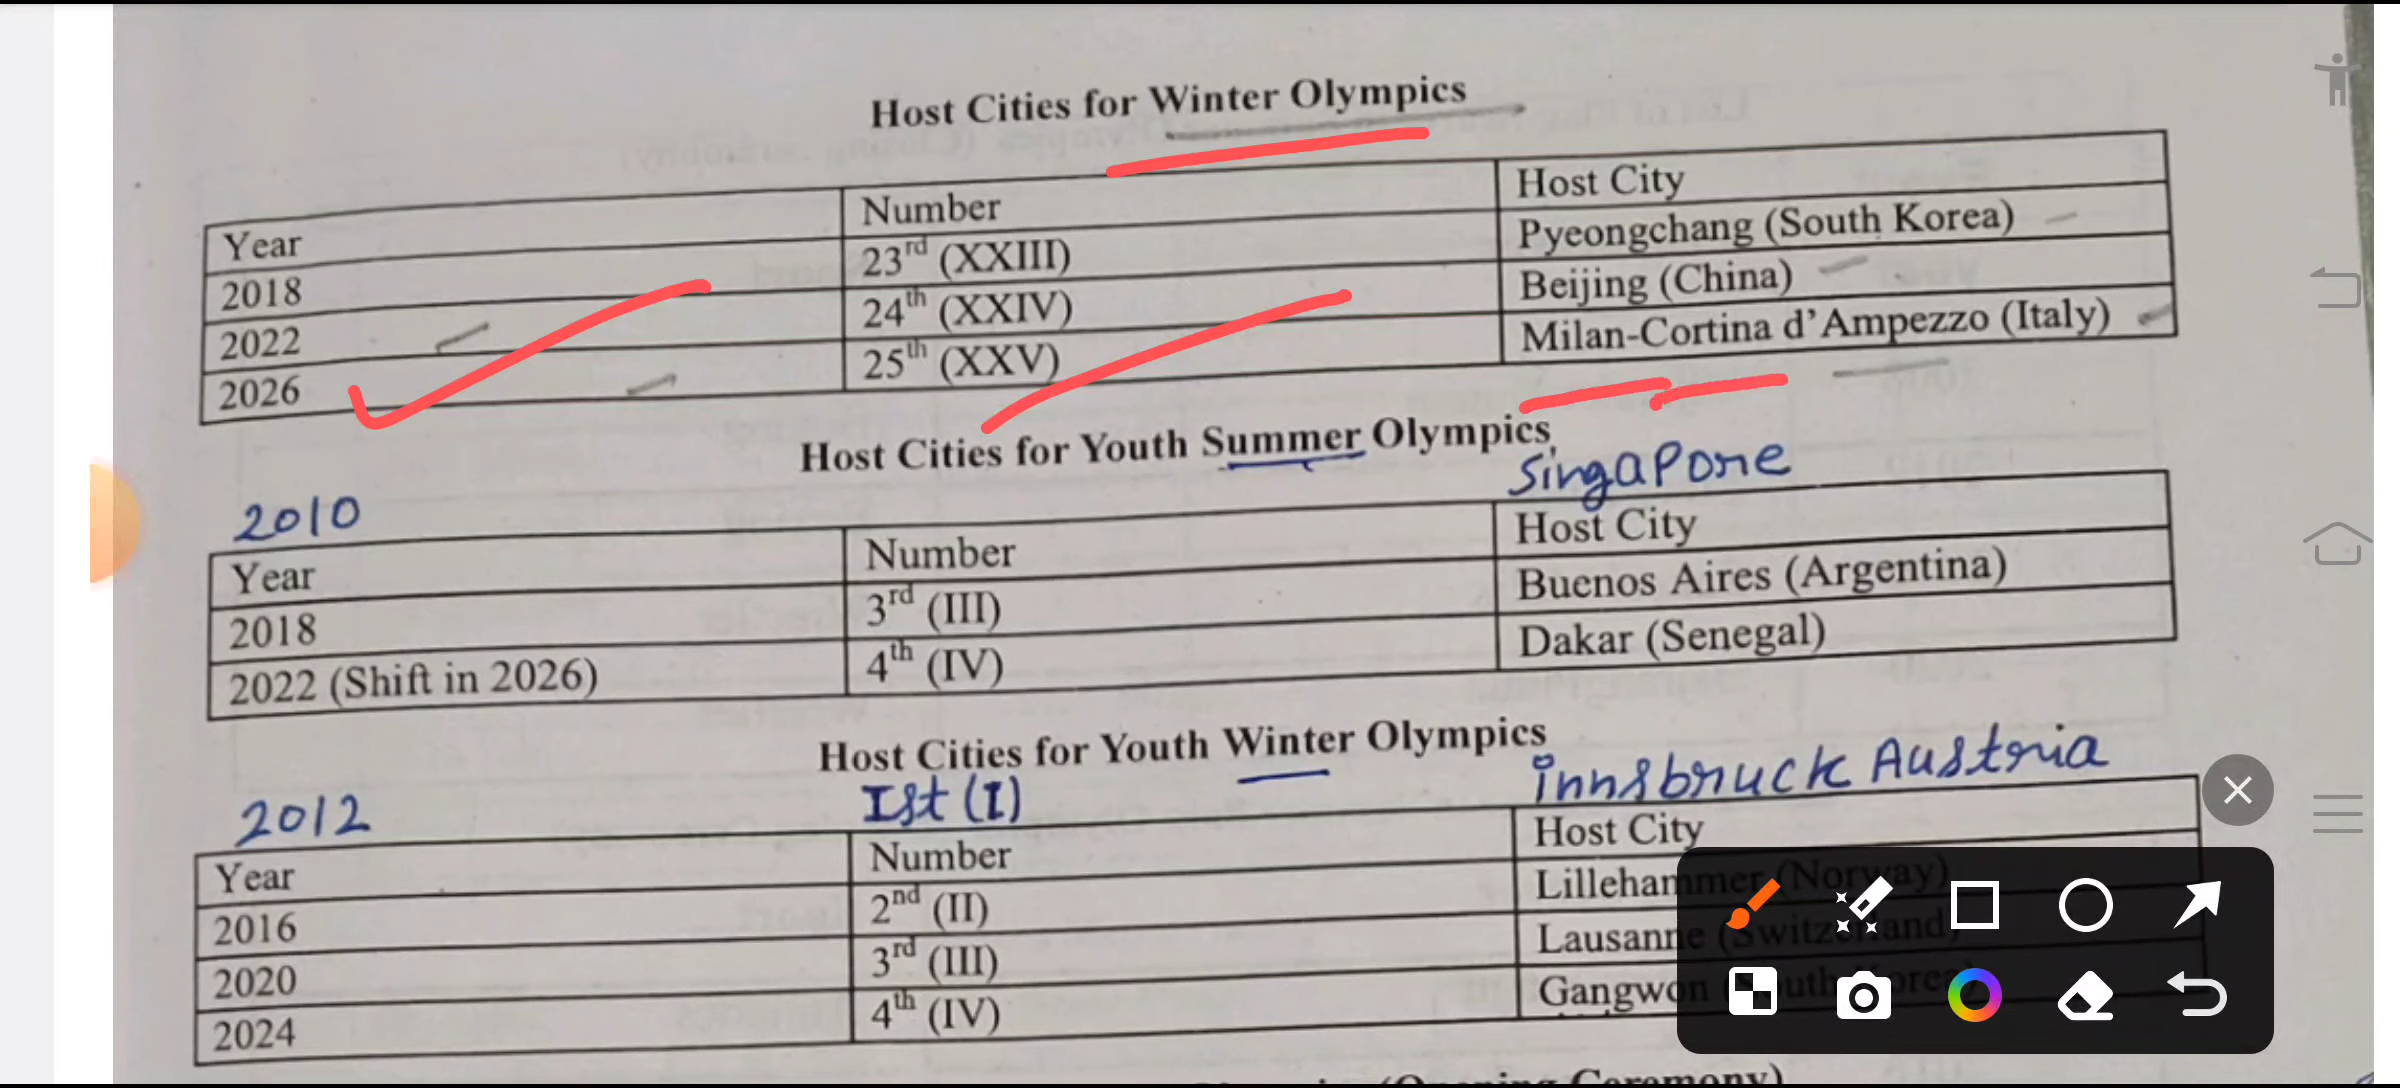 Host Cities for Winter Olympics
Year Number Host City
2018 23rd (XXIII) Pyeongchang (South Korea)
2022 24th (XXIV) Beijing (China)
2026 25th (XXV) Milan-Cortina d'Ampezzo (Italy)
Host Cities for Youth Summer Olympics
2010 Singapore
Year Number Host City
2018 3rd (III) Buenos Aires (Argentina)
2022 (Shift in 2026) 4th (IV) Dakar (Senegal)
Host Cities for Youth Winter Olympics
2012 Ist (I) innsbruck Austria
Year Number Host City
2016 2nd (II) Lillehammer (Norway)
2020 3rd (III) Lausanne (Switzerland)
2024 4th (IV) Gangwon (South Korea)
(Opening Ceremony)